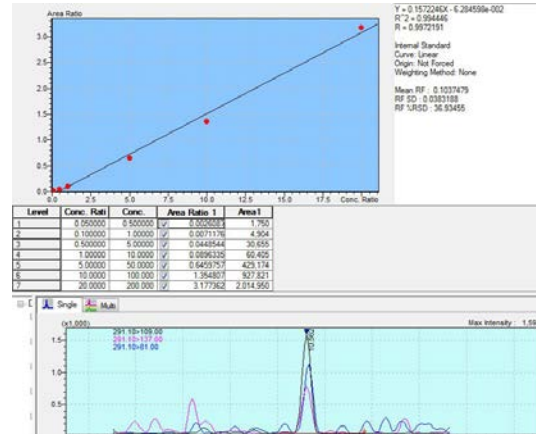 Area Ratio
Y = 0.1572246X - 6.284598e-002
R^2 = 0.994446
R = 0.9972191
Internal Standard
Curve: Linear
Origin: Not Forced
Weighting Method: None
Mean RF : 0.1037479
RF SD : 0.0383188
RF %RSD : 36.93455
3.0
2.5
2.0
1.5
1.0
0.5
0.0
0.0 2.5 5.0 7.5 10.0 12.5 15.0 17.5 Conc. Ratio
Level Conc. Rati Conc. Area Ratio 1 Area1
1 0.050000 0.500000 0.0026083 1.750
2 0.100000 1.00000 0.0071176 4.904
3 0.500000 5.00000 0.0448544 30,655
4 1.00000 10.0000 0.0896335 60,405
5 5.00000 50.0000 0.6459757 429,174
6 10.0000 100.000 1.354807 927,821
7 20.0000 200.000 3.177362 2,014,950
Single Multi
(x1,000) Max Intensity : 1,59
291.10>109.00
291.10>137.00
291.10>81.00
1.5
1.0
0.5